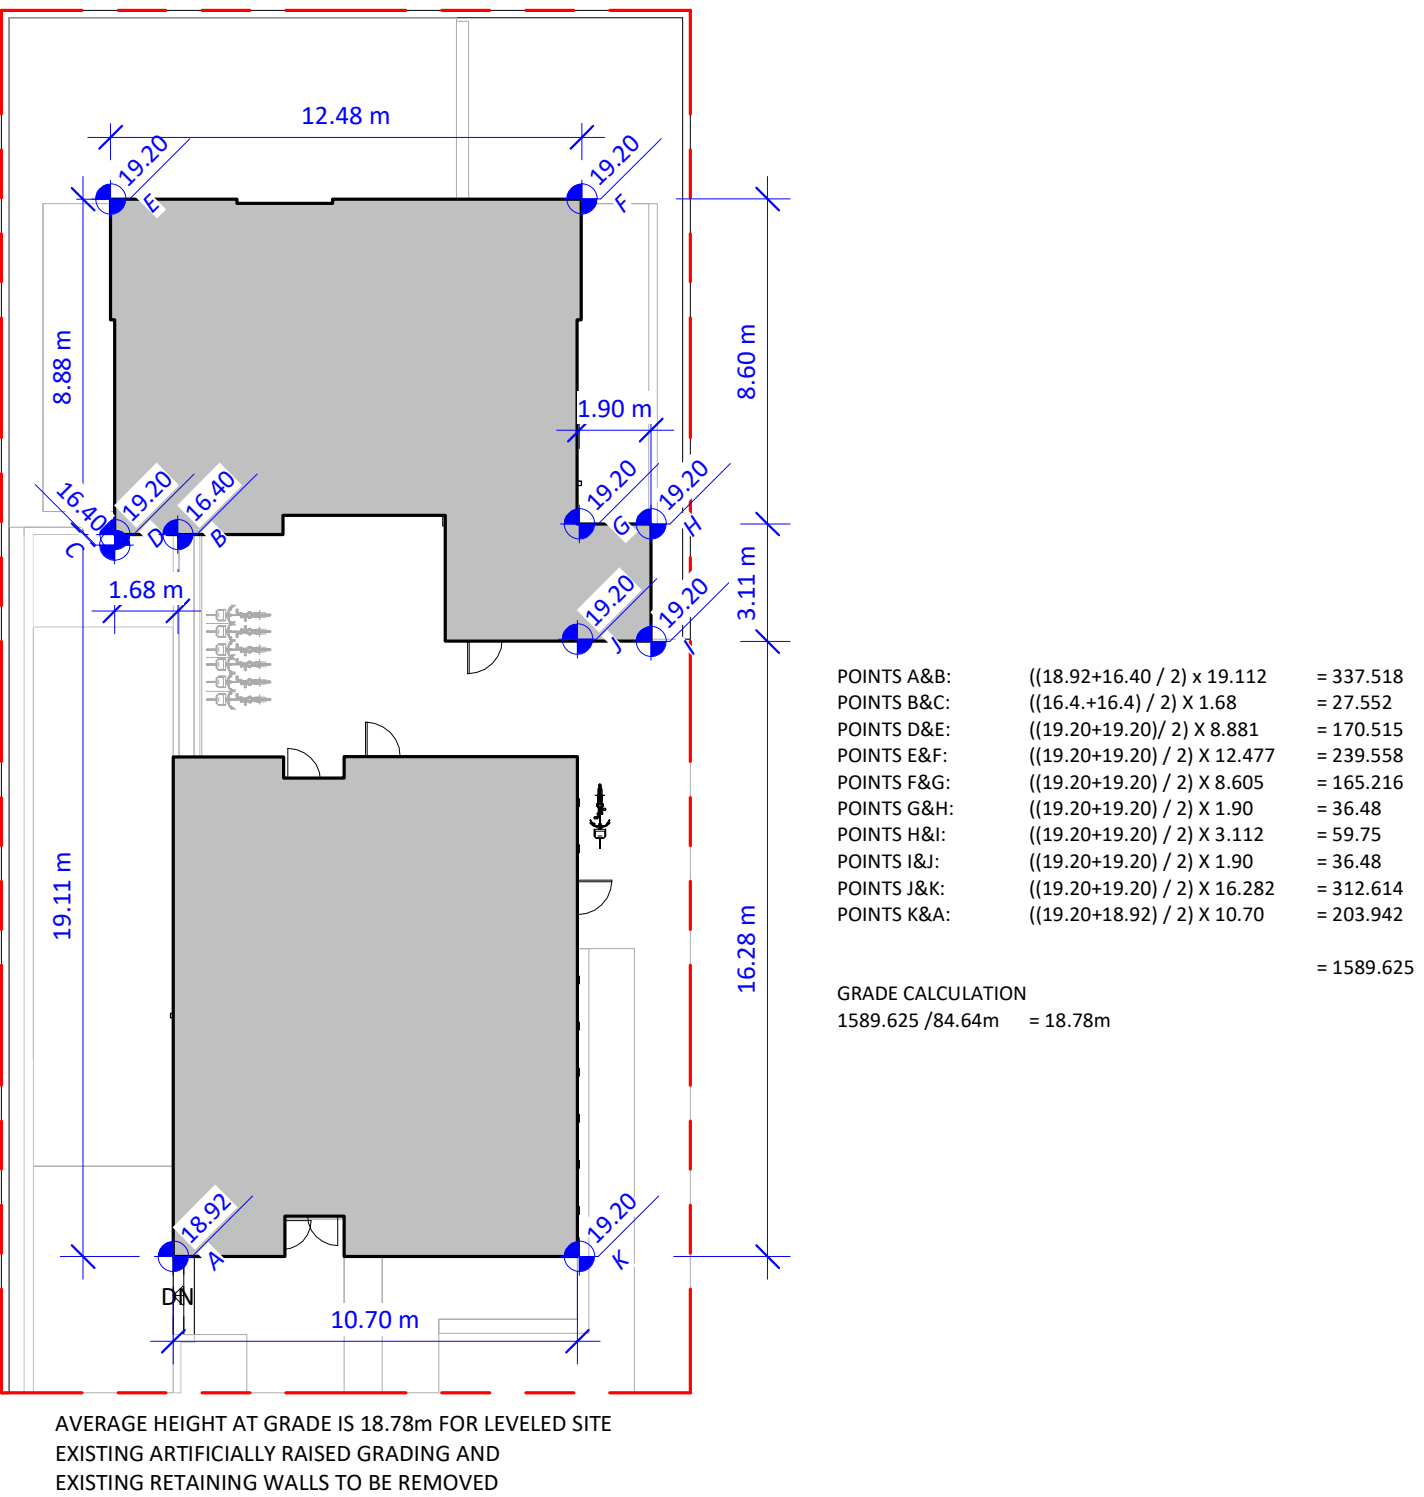 12.48 m
19.20
E
19.20
F
8.88 m
8.60 m
1.90 m
16.40
C
19.20
D
16.40
B
19.20
G
19.20
H
1.68 m
3.11 m
19.20
J
19.20
I
19.11 m
16.28 m
18.92
A
19.20
K
DN
10.70 m
POINTS A&B: ((18.92+16.40 / 2) x 19.112 = 337.518
POINTS B&C: ((16.4.+16.4) / 2) X 1.68 = 27.552
POINTS D&E: ((19.20+19.20)/ 2) X 8.881 = 170.515
POINTS E&F: ((19.20+19.20) / 2) X 12.477 = 239.558
POINTS F&G: ((19.20+19.20) / 2) X 8.605 = 165.216
POINTS G&H: ((19.20+19.20) / 2) X 1.90 = 36.48
POINTS H&I: ((19.20+19.20) / 2) X 3.112 = 59.75
POINTS I&J: ((19.20+19.20) / 2) X 1.90 = 36.48
POINTS J&K: ((19.20+19.20) / 2) X 16.282 = 312.614
POINTS K&A: ((19.20+18.92) / 2) X 10.70 = 203.942
= 1589.625
GRADE CALCULATION
1589.625 /84.64m = 18.78m
AVERAGE HEIGHT AT GRADE IS 18.78m FOR LEVELED SITE
EXISTING ARTIFICIALLY RAISED GRADING AND
EXISTING RETAINING WALLS TO BE REMOVED